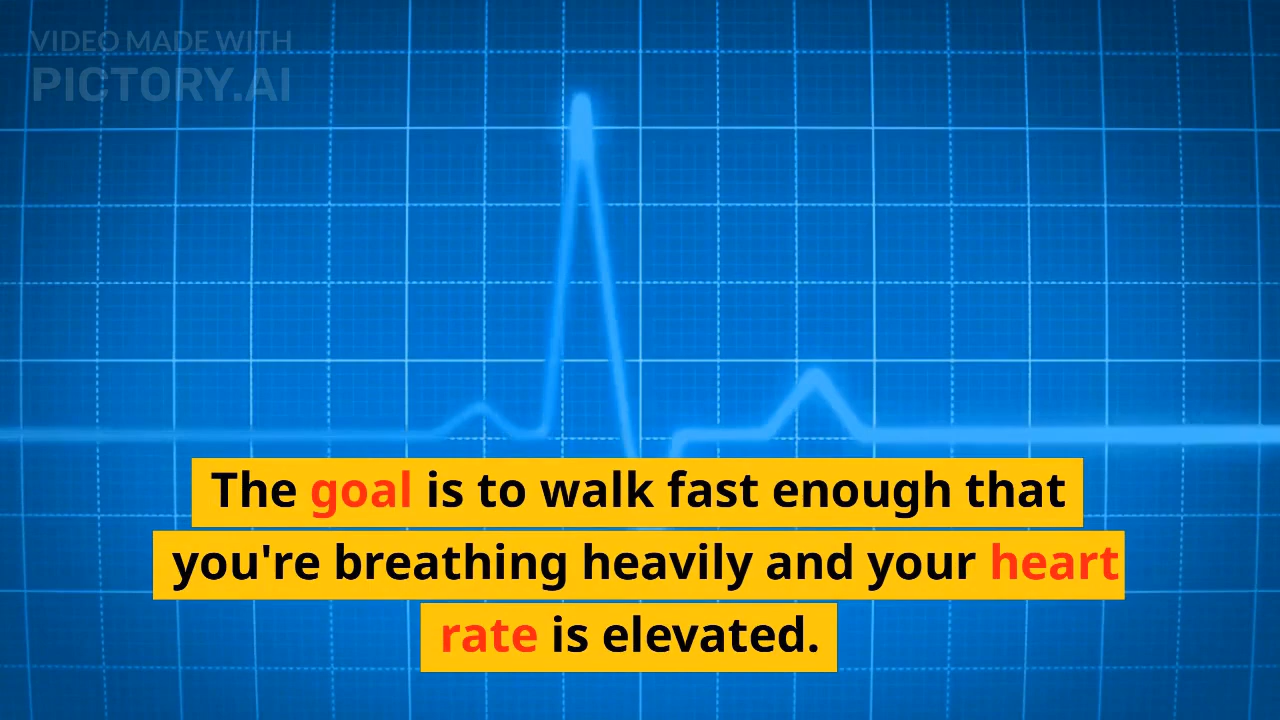 VIDEO MADE WITH
PICTORY.AI
The goal is to walk fast enough that
you're breathing heavily and your heart
rate is elevated.